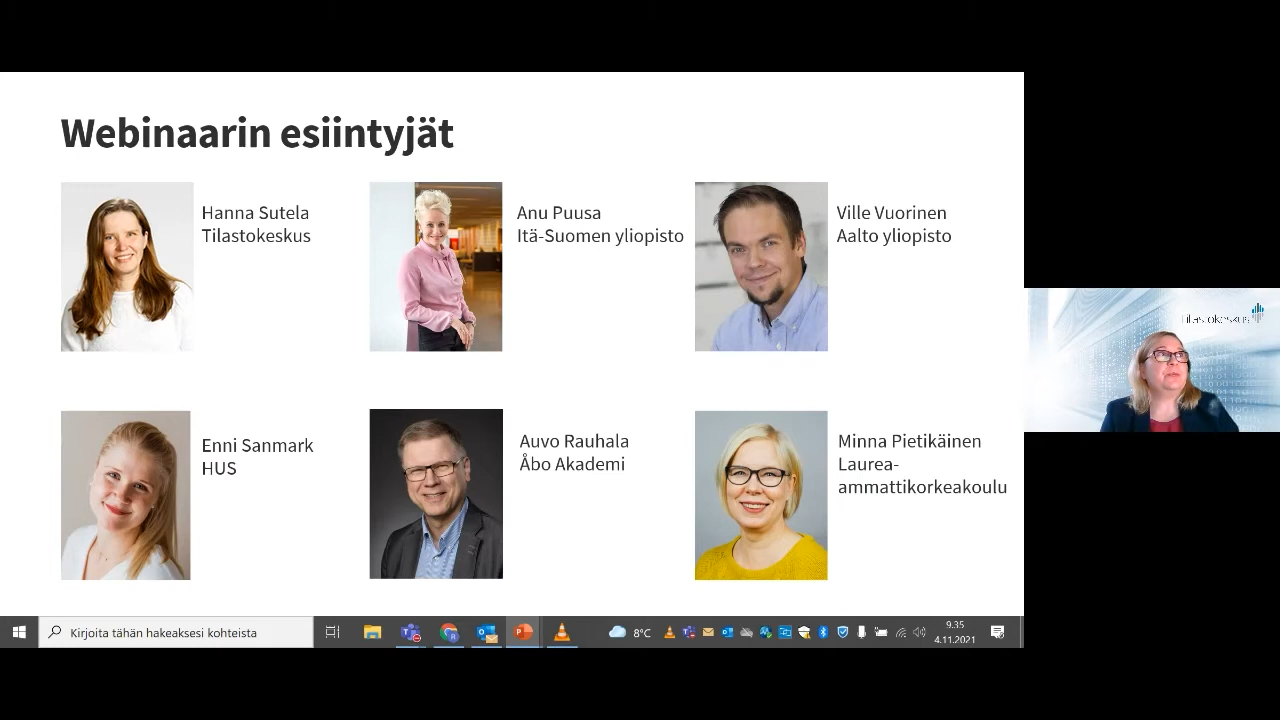 Webinaarin esiintyjät
Hanna Sutela
Tilastokeskus
Anu Puusa
Itä-Suomen yliopisto
Ville Vuorinen
Aalto yliopisto
Enni Sanmark
HUS
Auvo Rauhala
Åbo Akademi
Minna Pietikäinen
Laurea-
ammattikorkeakoulu
Tilastokeskus
Kirjoita tähän hakeaksesi kohteista
8°C
9.35
4.11.2021